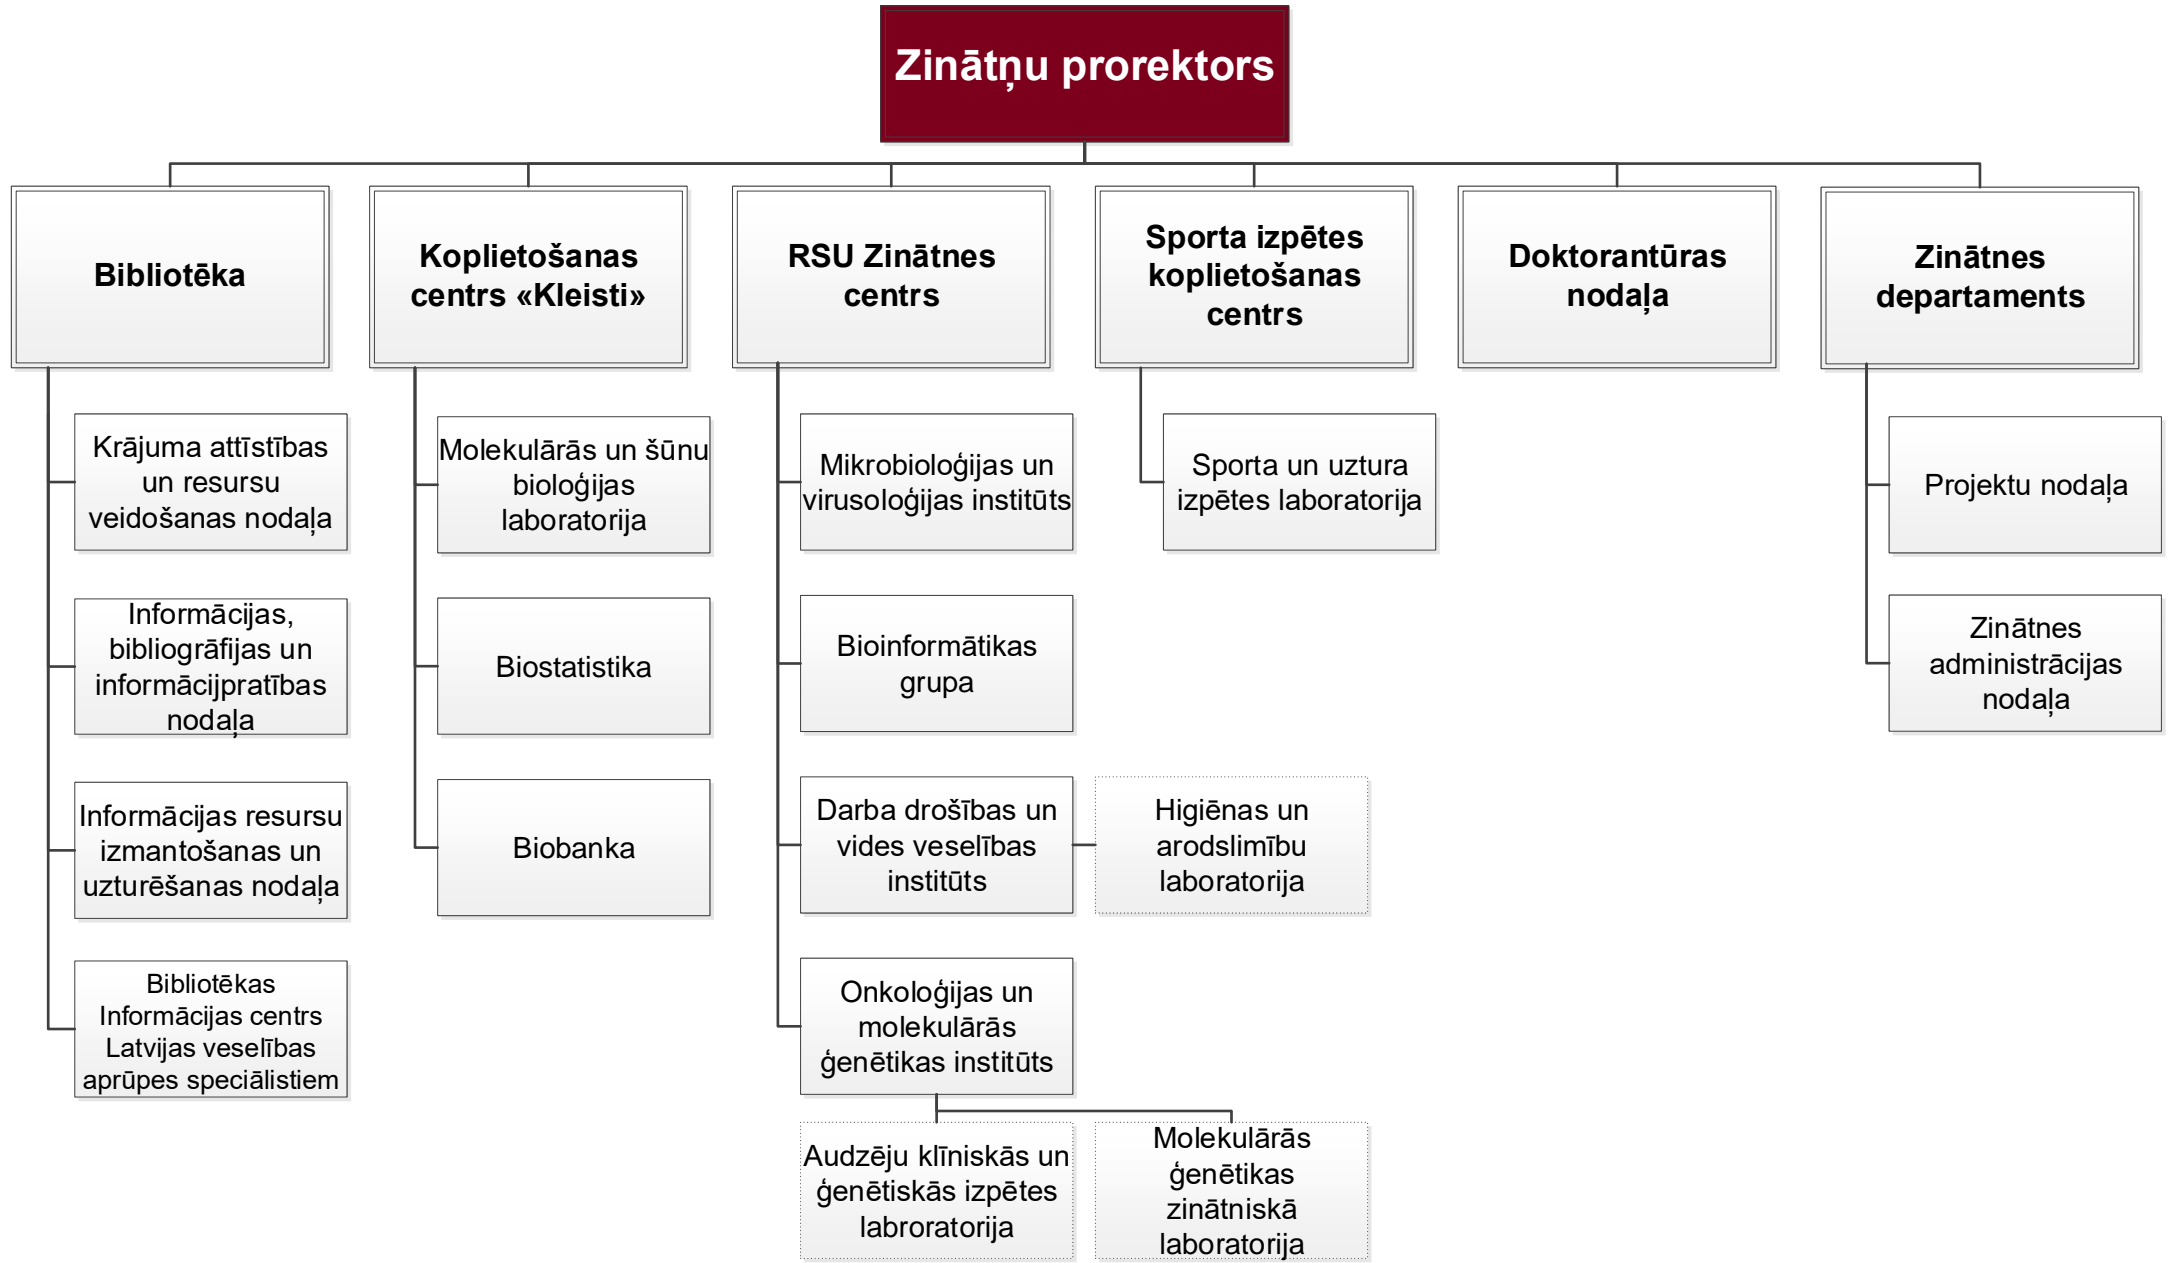 Zinātņu prorektors
Bibliotēka
Koplietošanas
centrs «Kleisti»
RSU Zinātnes
centrs
Sporta izpētes
koplietošanas
centrs
Doktorantūras
nodaļa
Zinātnes
departaments
Krājuma attīstības
un resursu
veidošanas nodaļa
Informācijas,
bibliogrāfijas un
informācijpratības
nodaļa
Informācijas resursu
izmantošanas un
uzturēšanas nodaļa
Bibliotēkas
Informācijas centrs
Latvijas veselības
aprūpes speciālistiem
Molekulārās un šūnu
bioloģijas
laboratorija
Biostatistika
Biobanka
Mikrobioloģijas un
virusoloģijas institūts
Bioinformātikas
grupa
Darba drošības un
vides veselības
institūts
Higiēnas un
arodslimību
laboratorija
Onkoloģijas un
molekulārās
ģenētikas institūts
Audzēju klīniskās un
ģenētiskās izpētes
labroratorija
Molekulārās
ģenētikas
zinātniskā
laboratorija
Sporta un uztura
izpētes laboratorija
Projektu nodaļa
Zinātnes
administrācijas
nodaļa